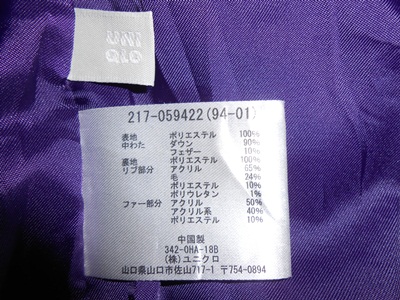 UNI
QLO
217-059422(94-01)
表地 ポリエステル 100%
中わた ダウン 90%
フェザー 10%
裏地 ポリエステル 100%
リブ部分 アクリル 65%
毛 24%
ポリエステル 10%
ポリウレタン 1%
ファー部分 アクリル 50%
アクリル系 40%
ポリエステル 10%
中国製
342-OHA-18B
(株)ユニクロ
山口県山口市佐山717-1 〒754-0894